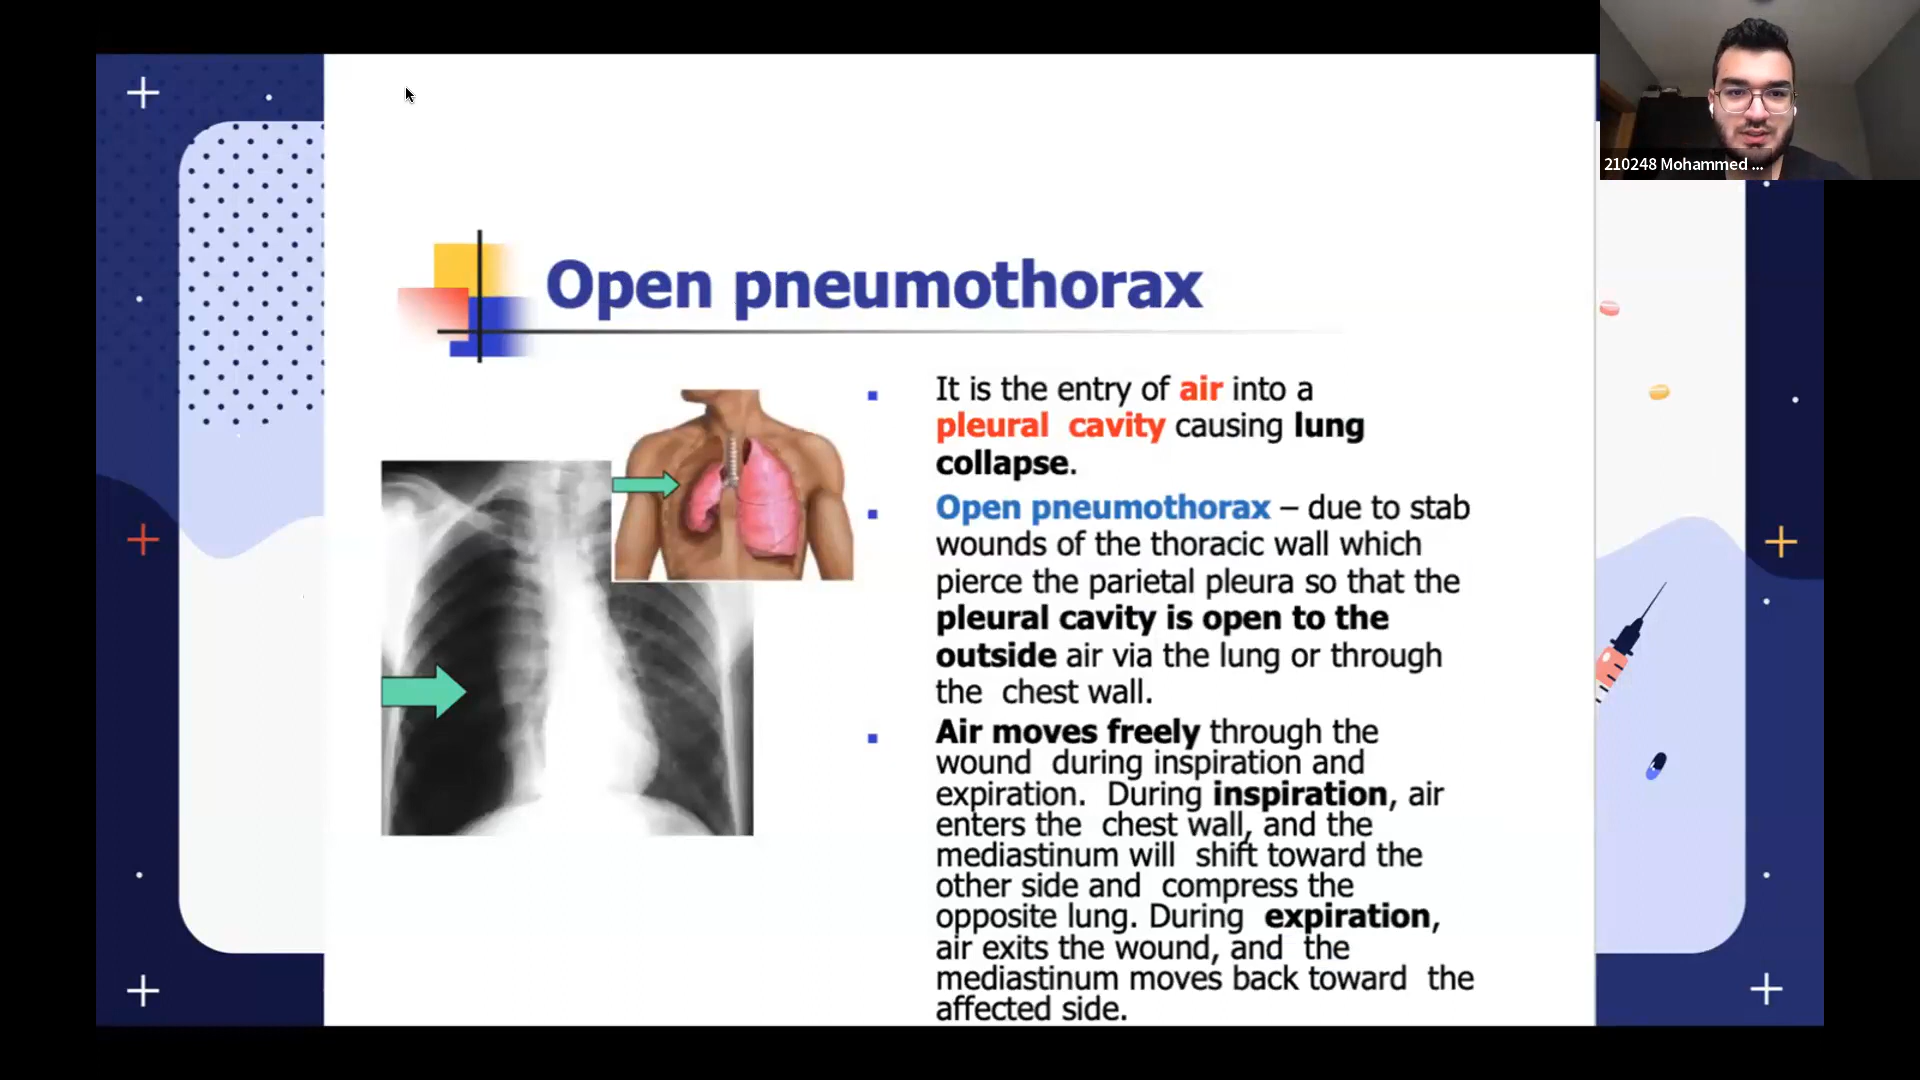 210248 Mohammed ...
Open pneumothorax
It is the entry of air into a
pleural cavity causing lung
collapse.
Open pneumothorax – due to stab
wounds of the thoracic wall which
pierce the parietal pleura so that the
pleural cavity is open to the
outside air via the lung or through
the chest wall.
Air moves freely through the
wound during inspiration and
expiration. During inspiration, air
enters the chest wall, and the
mediastinum will shift toward the
other side and compress the
opposite lung. During expiration,
air exits the wound, and the
mediastinum moves back toward the
affected side.